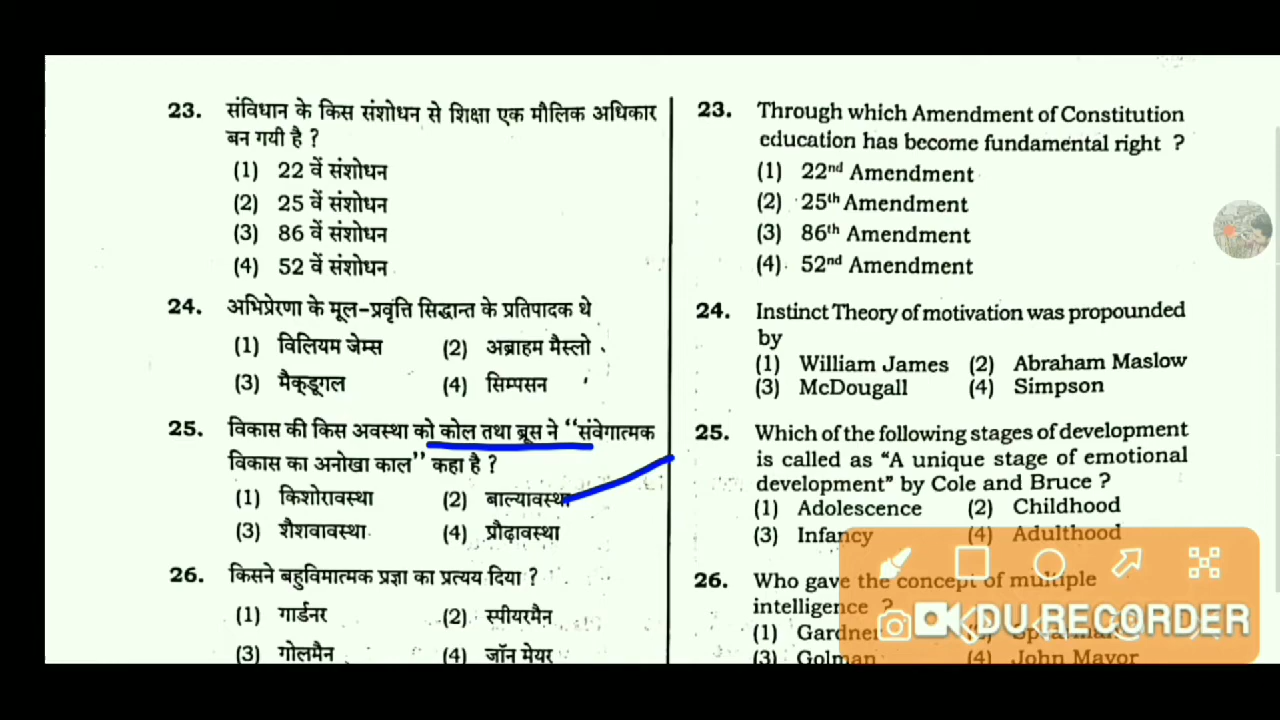 23. संविधान के किस संशोधन से शिक्षा एक मौलिक अधिकार
बन गयी है ?
(1) 22 वें संशोधन
(2) 25 वें संशोधन
(3) 86 वें संशोधन
(4) 52 वें संशोधन
24. अभिप्रेरणा के मूल-प्रवृत्ति सिद्धान्त के प्रतिपादक थे
(1) विलियम जेम्स (2) अब्राहम मैस्लो
(3) मैक्डूगल (4) सिम्पसन
25. विकास की किस अवस्था को कोल तथा ब्रूस ने "संवेगात्मक
विकास का अनोखा काल" कहा है ?
(1) किशोरावस्था (2) बाल्यावस्था
(3) शैशवावस्था (4) प्रौढ़ावस्था
26. किसने बहुविमात्मक प्रज्ञा का प्रत्यय दिया ?
(1) गार्डनर (2) स्पीयरमैन
(3) गोलमैन (4) जॉन मेयर
23. Through which Amendment of Constitution
education has become fundamental right ?
(1) 22nd Amendment
(2) 25th Amendment
(3) 86th Amendment
(4) 52nd Amendment
24. Instinct Theory of motivation was propounded
by
(1) William James (2) Abraham Maslow
(3) McDougall (4) Simpson
25. Which of the following stages of development
is called as "A unique stage of emotional
development" by Cole and Bruce ?
(1) Adolescence (2) Childhood
(3) Infancy (4) Adulthood
26. Who gave the concept of multiple
intelligence ?
(1) Gardner (2) Spearman
(3) Golman (4) John Mayor
DU RECORDER